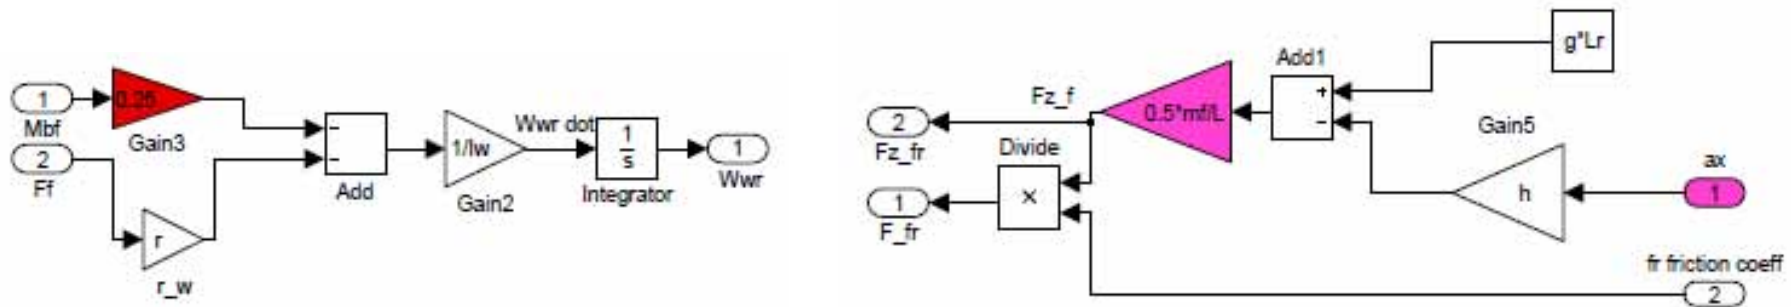 1
Mbf
2
Ff
0.25
Gain3
r
r_w
-
-
Add
1/Iw
Gain2
Wwr dot
1
s
Integrator
1
Wwr
2
Fz_fr
1
F_fr
Fz_f
Divide
×
0.5*mf/L
Add1
+
-
g*Lr
Gain5
h
ax
1
fr friction coeff
2